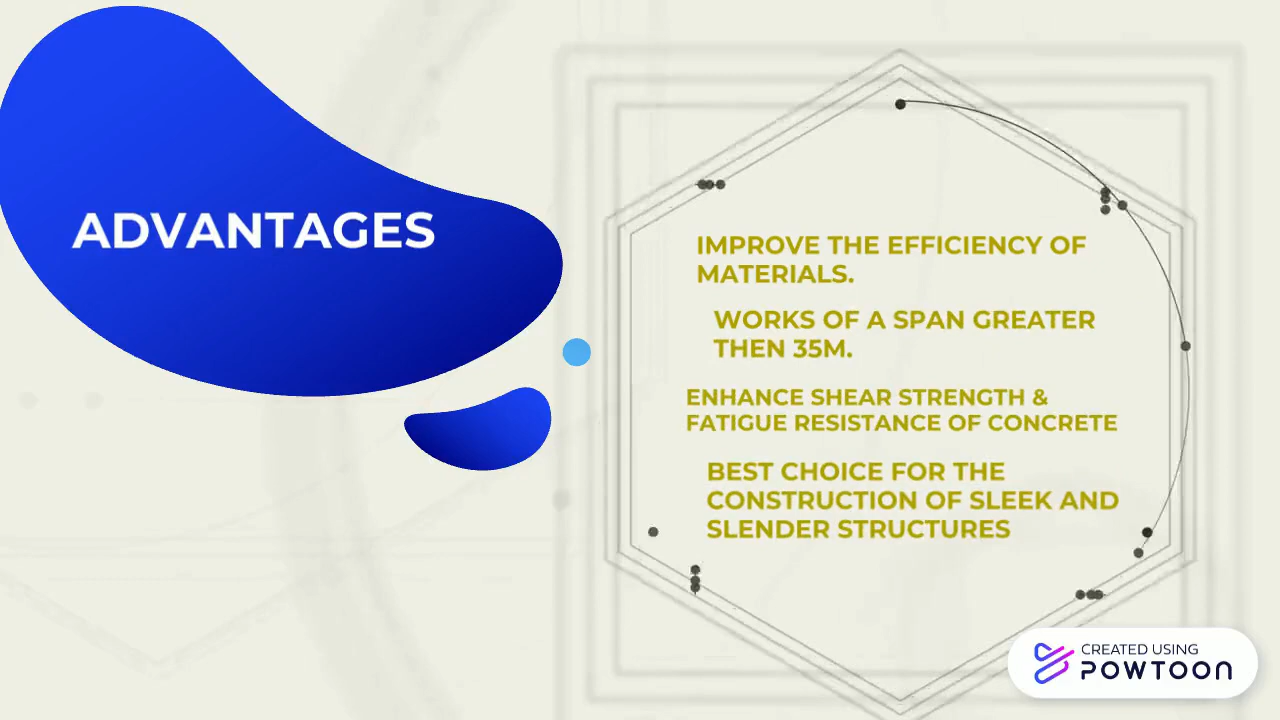 ADVANTAGES
IMPROVE THE EFFICIENCY OF
MATERIALS.
WORKS OF A SPAN GREATER
THEN 35M.
ENHANCE SHEAR STRENGTH &
FATIGUE RESISTANCE OF CONCRETE
BEST CHOICE FOR THE
CONSTRUCTION OF SLEEK AND
SLENDER STRUCTURES
CREATED USING
POWTOON